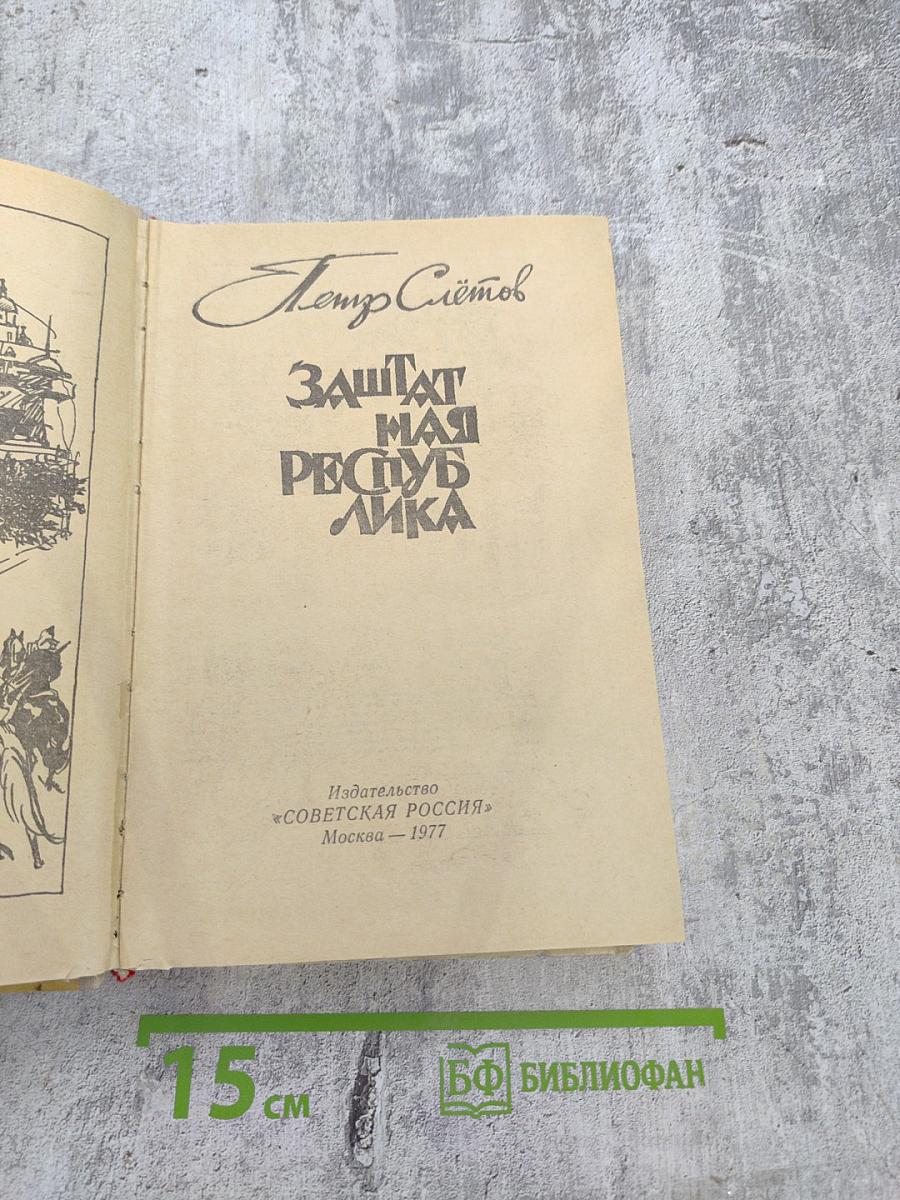 Петр Слётов
ЗАШТАТ
НАЯ
РЕСПУБ
ЛИКА
Издательство
«СОВЕТСКАЯ РОССИЯ»
Москва — 1977
15 см
БФ БИБЛИОФАН